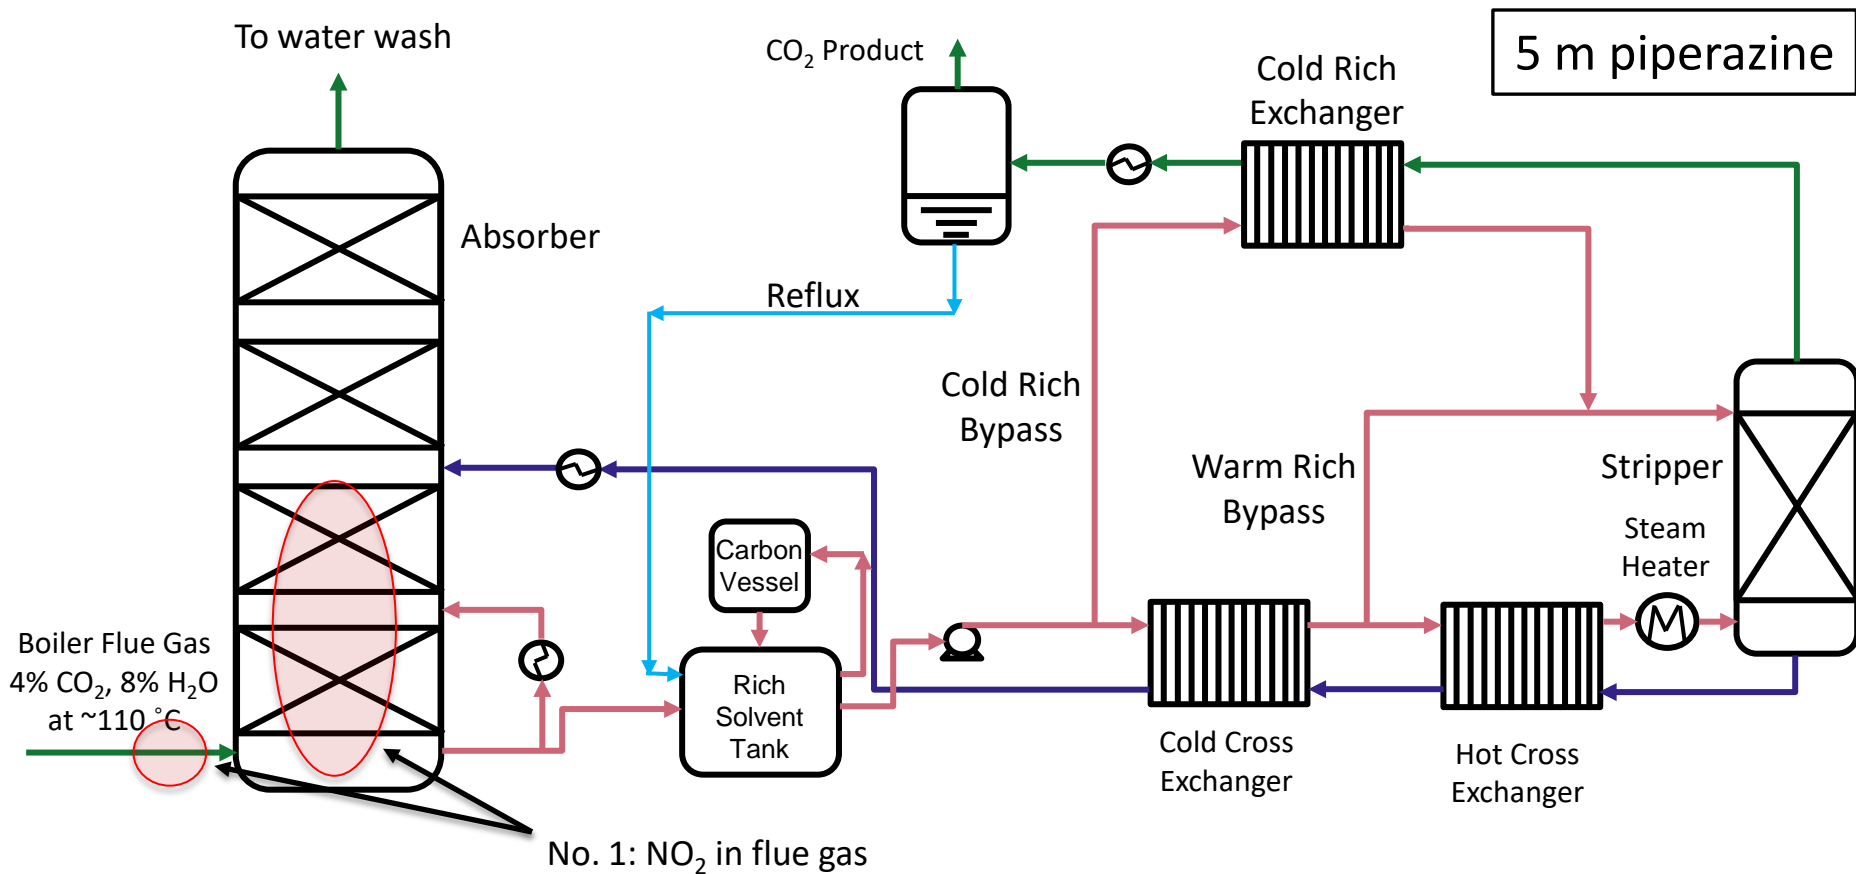 To water wash
CO₂ Product
Cold Rich
Exchanger
5 m piperazine
Absorber
Reflux
Cold Rich
Bypass
Warm Rich
Bypass
Stripper
Steam
Heater
Carbon
Vessel
Boiler Flue Gas
4% CO₂, 8% H₂O
at ~110 ˚C
Rich
Solvent
Tank
Cold Cross
Exchanger
Hot Cross
Exchanger
No. 1: NO₂ in flue gas